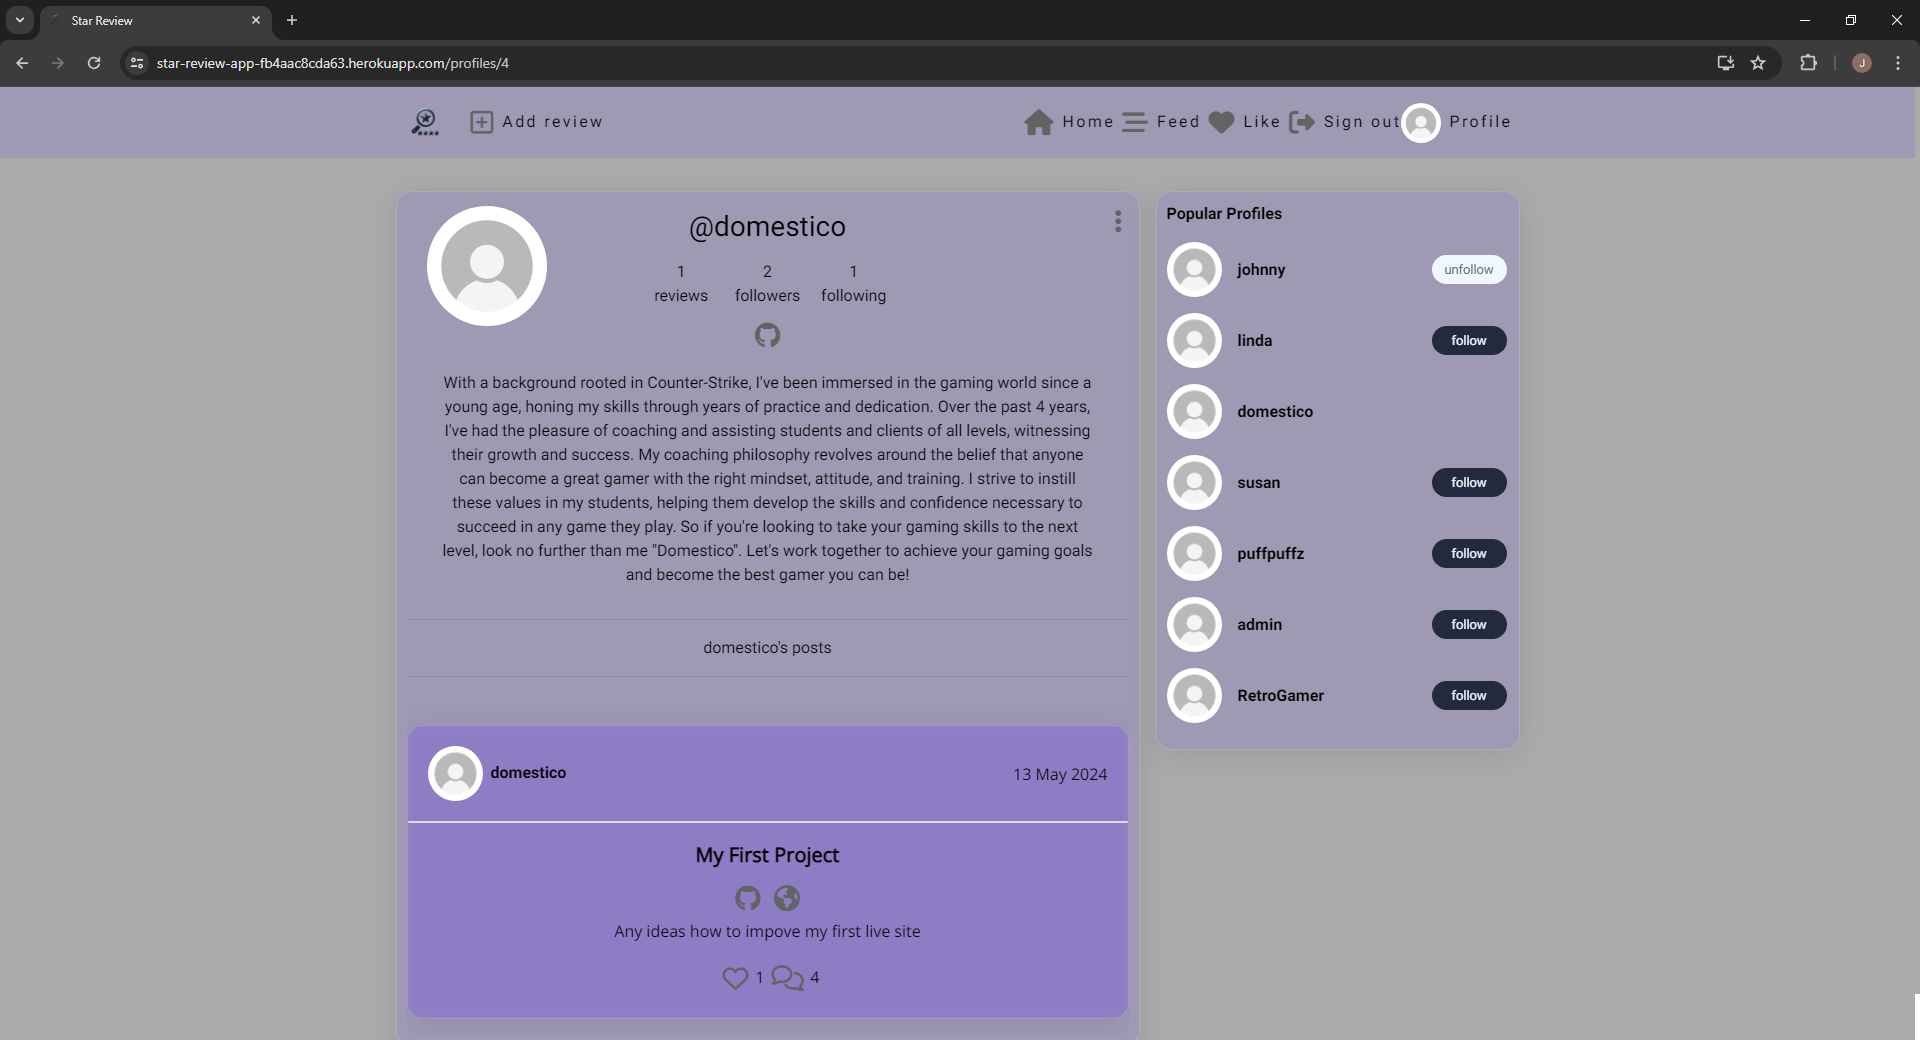 Star Review
star-review-app-fb4aac8cda63.herokuapp.com/profiles/4
J
Add review
Home
Feed
Like
Sign out
Profile
@domestico
1 reviews
2 followers
1 following
With a background rooted in Counter-Strike, I've been immersed in the gaming world since a
young age, honing my skills through years of practice and dedication. Over the past 4 years,
I've had the pleasure of coaching and assisting students and clients of all levels, witnessing
their growth and success. My coaching philosophy revolves around the belief that anyone
can become a great gamer with the right mindset, attitude, and training. I strive to instill
these values in my students, helping them develop the skills and confidence necessary to
succeed in any game they play. So if you're looking to take your gaming skills to the next
level, look no further than me "Domestico". Let's work together to achieve your gaming goals
and become the best gamer you can be!
domestico's posts
domestico
13 May 2024
My First Project
Any ideas how to impove my first live site
1
4
Popular Profiles
johnny
unfollow
linda
follow
domestico
susan
follow
puffpuffz
follow
admin
follow
RetroGamer
follow